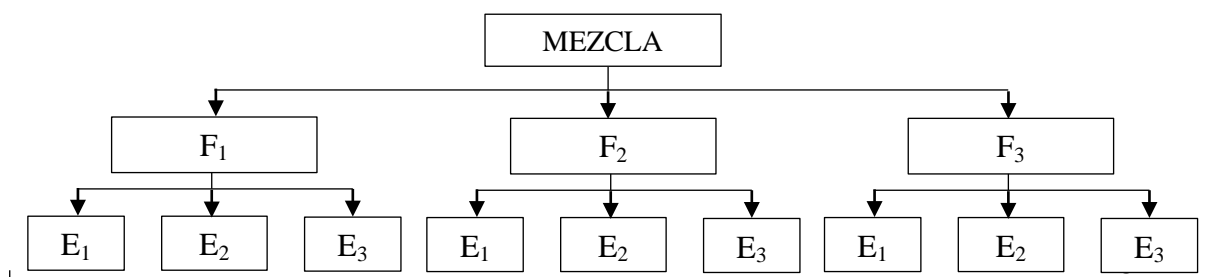 MEZCLA
F₁ F₂ F₃
E₁ E₂ E₃ E₁ E₂ E₃ E₁ E₂ E₃